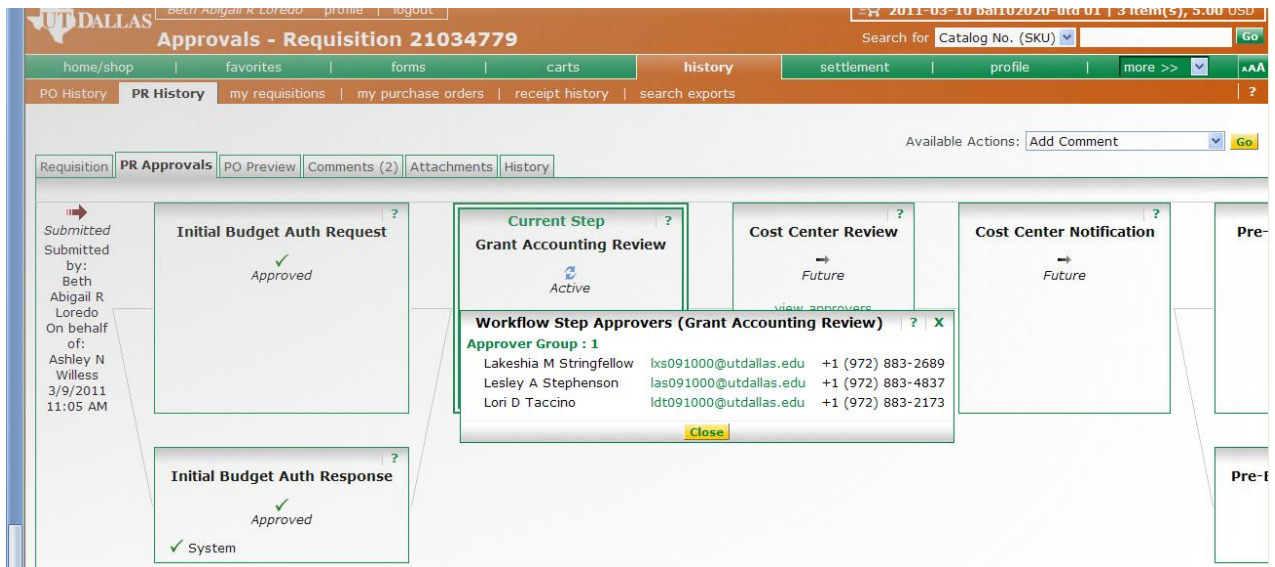 UT DALLAS
Beth Abigail R Loredo profile | logout
2011-03-10 bal102020-utd 01 | 3 item(s), 5.00 USD
Approvals - Requisition 21034779
Search for Catalog No. (SKU) Go
home/shop | favorites | forms | carts history settlement | profile | more >> AAA
PO History PR History my requisitions | my purchase orders | receipt history | search exports | ?
Available Actions: Add Comment Go
Requisition PR Approvals PO Preview Comments (2) Attachments History
Submitted
Submitted
by:
Beth
Abigail R
Loredo
On behalf
of:
Ashley N
Willess
3/9/2011
11:05 AM
?
Initial Budget Auth Request
Approved
Current Step ?
Grant Accounting Review
Active
?
Cost Center Review
Future
view approvers
?
Cost Center Notification
Future
Pre-
Workflow Step Approvers (Grant Accounting Review) ? X
Approver Group : 1
Lakeshia M Stringfellow lxs091000@utdallas.edu +1 (972) 883-2689
Lesley A Stephenson las091000@utdallas.edu +1 (972) 883-4837
Lori D Taccino ldt091000@utdallas.edu +1 (972) 883-2173
Close
?
Initial Budget Auth Response
Approved
✓ System